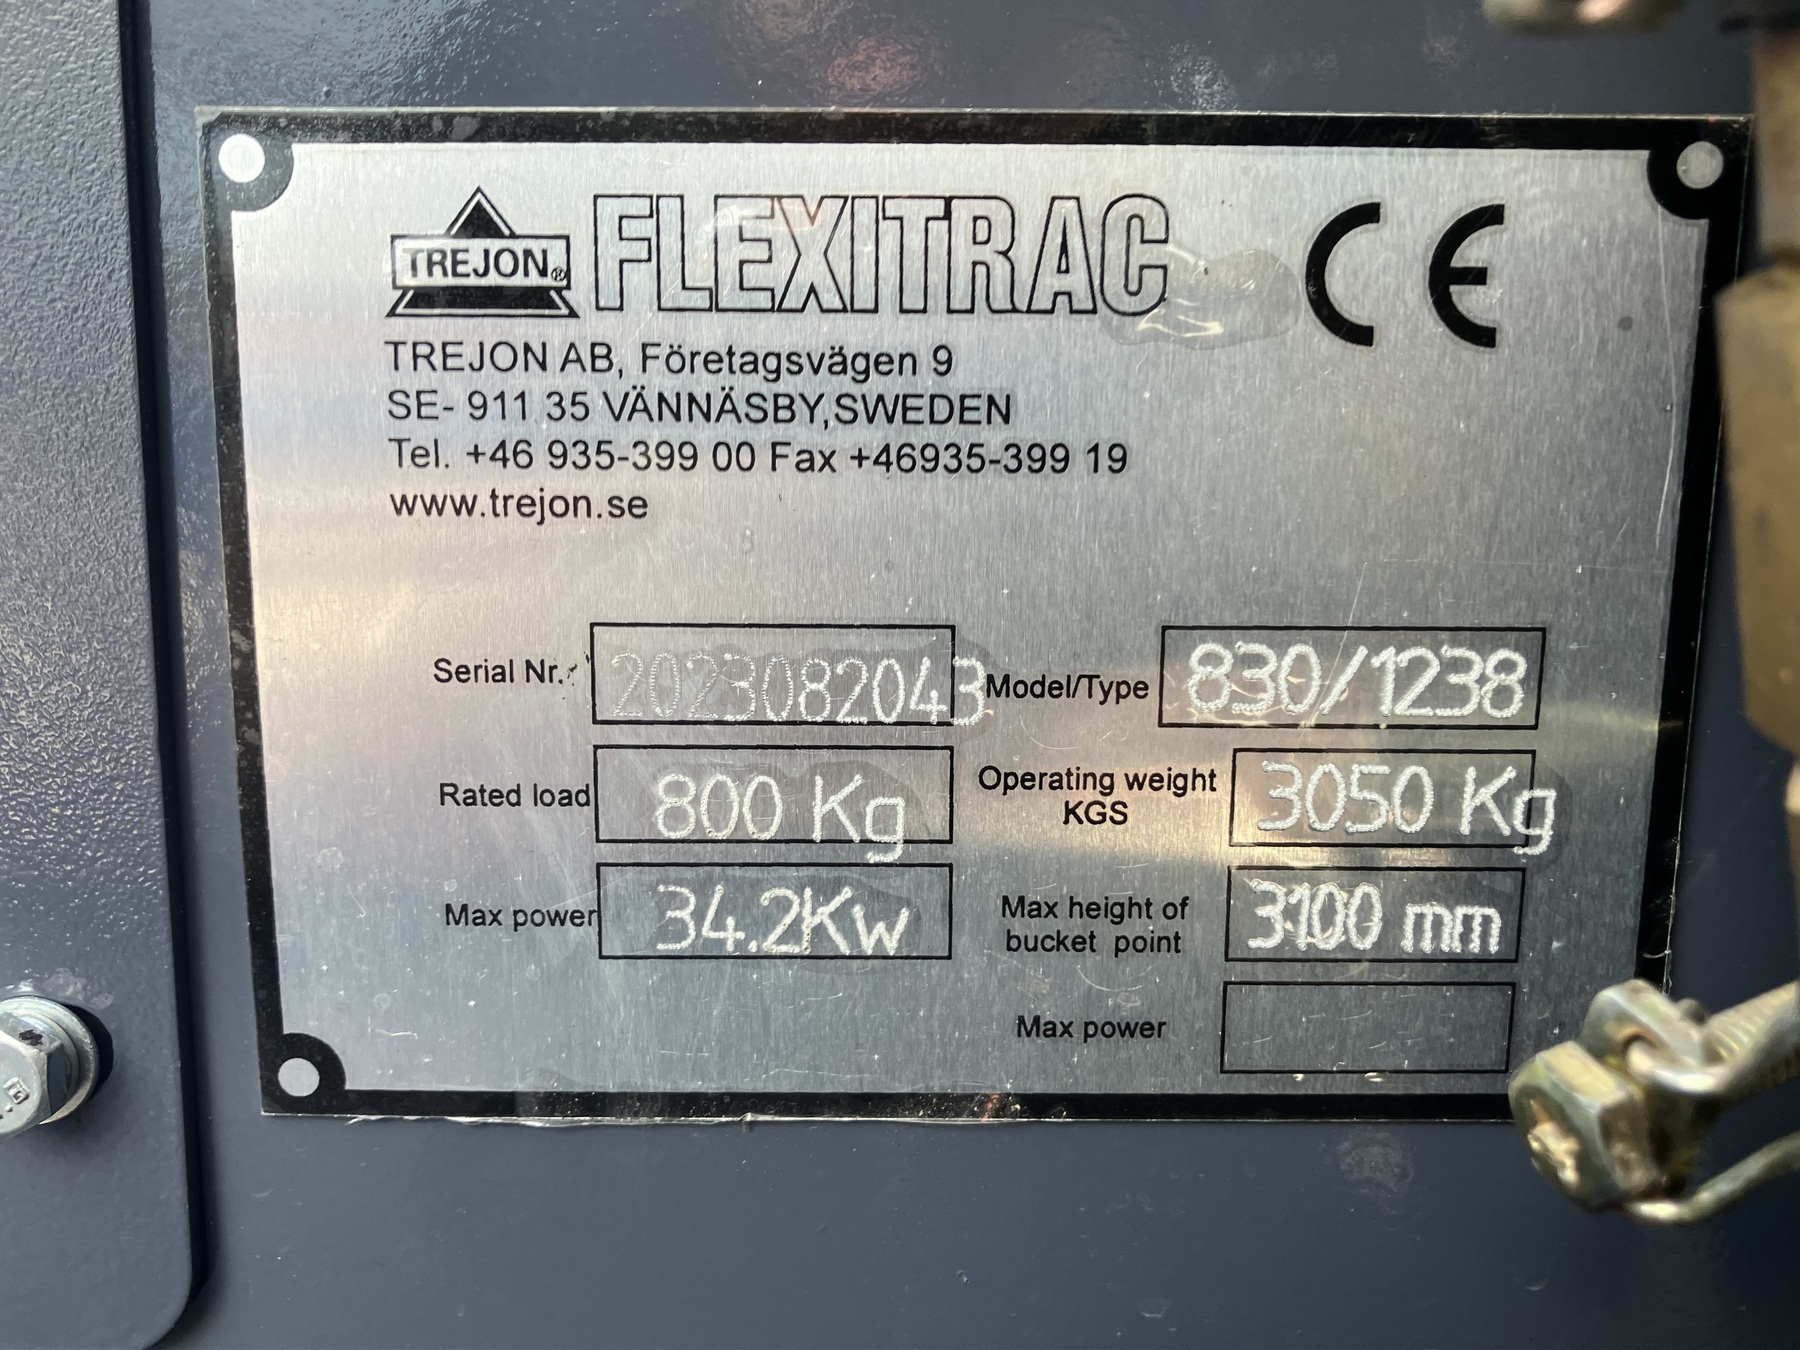 TREJON® FLEXITRAC CE
TREJON AB, Företagsvägen 9
SE- 911 35 VÄNNÄSBY,SWEDEN
Tel. +46 935-399 00 Fax +46935-399 19
www.trejon.se
Serial Nr. 2023082043 Model/Type 830/1238
Rated load 800 Kg Operating weight KGS 3050 Kg
Max power 34.2Kw Max height of bucket point 3100 mm
Max power